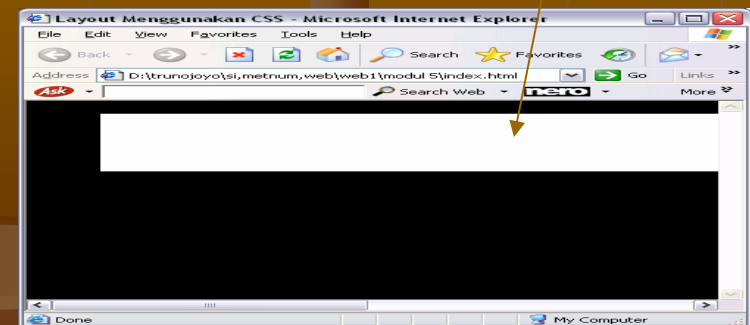 Layout Menggunakan CSS - Microsoft Internet Explorer
File Edit View Favorites Tools Help
Back Search Favorites
Address D:\trunojoyo\si,metnum,web\web1\modul 5\index.html Go Links
Ask Search Web nero More
Done My Computer